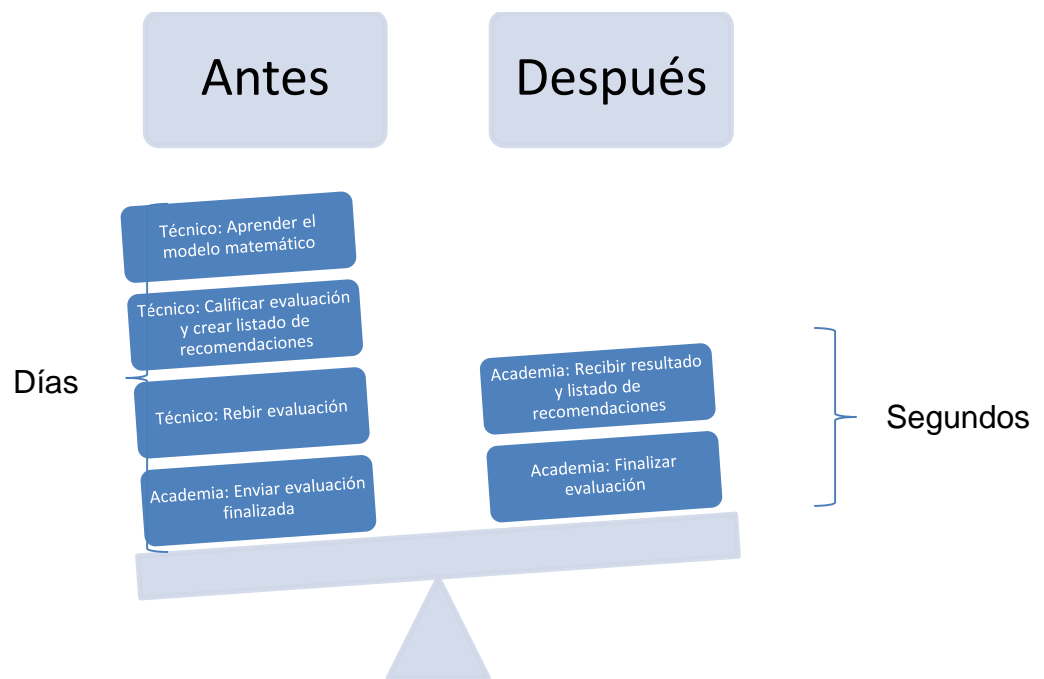 Antes
Después
Técnico: Aprender el
modelo matemático
Técnico: Calificar evaluación
y crear listado de
recomendaciones
Técnico: Rebir evaluación
Academia: Enviar evaluación
finalizada
Días
Academia: Recibir resultado
y listado de
recomendaciones
Academia: Finalizar
evaluación
Segundos